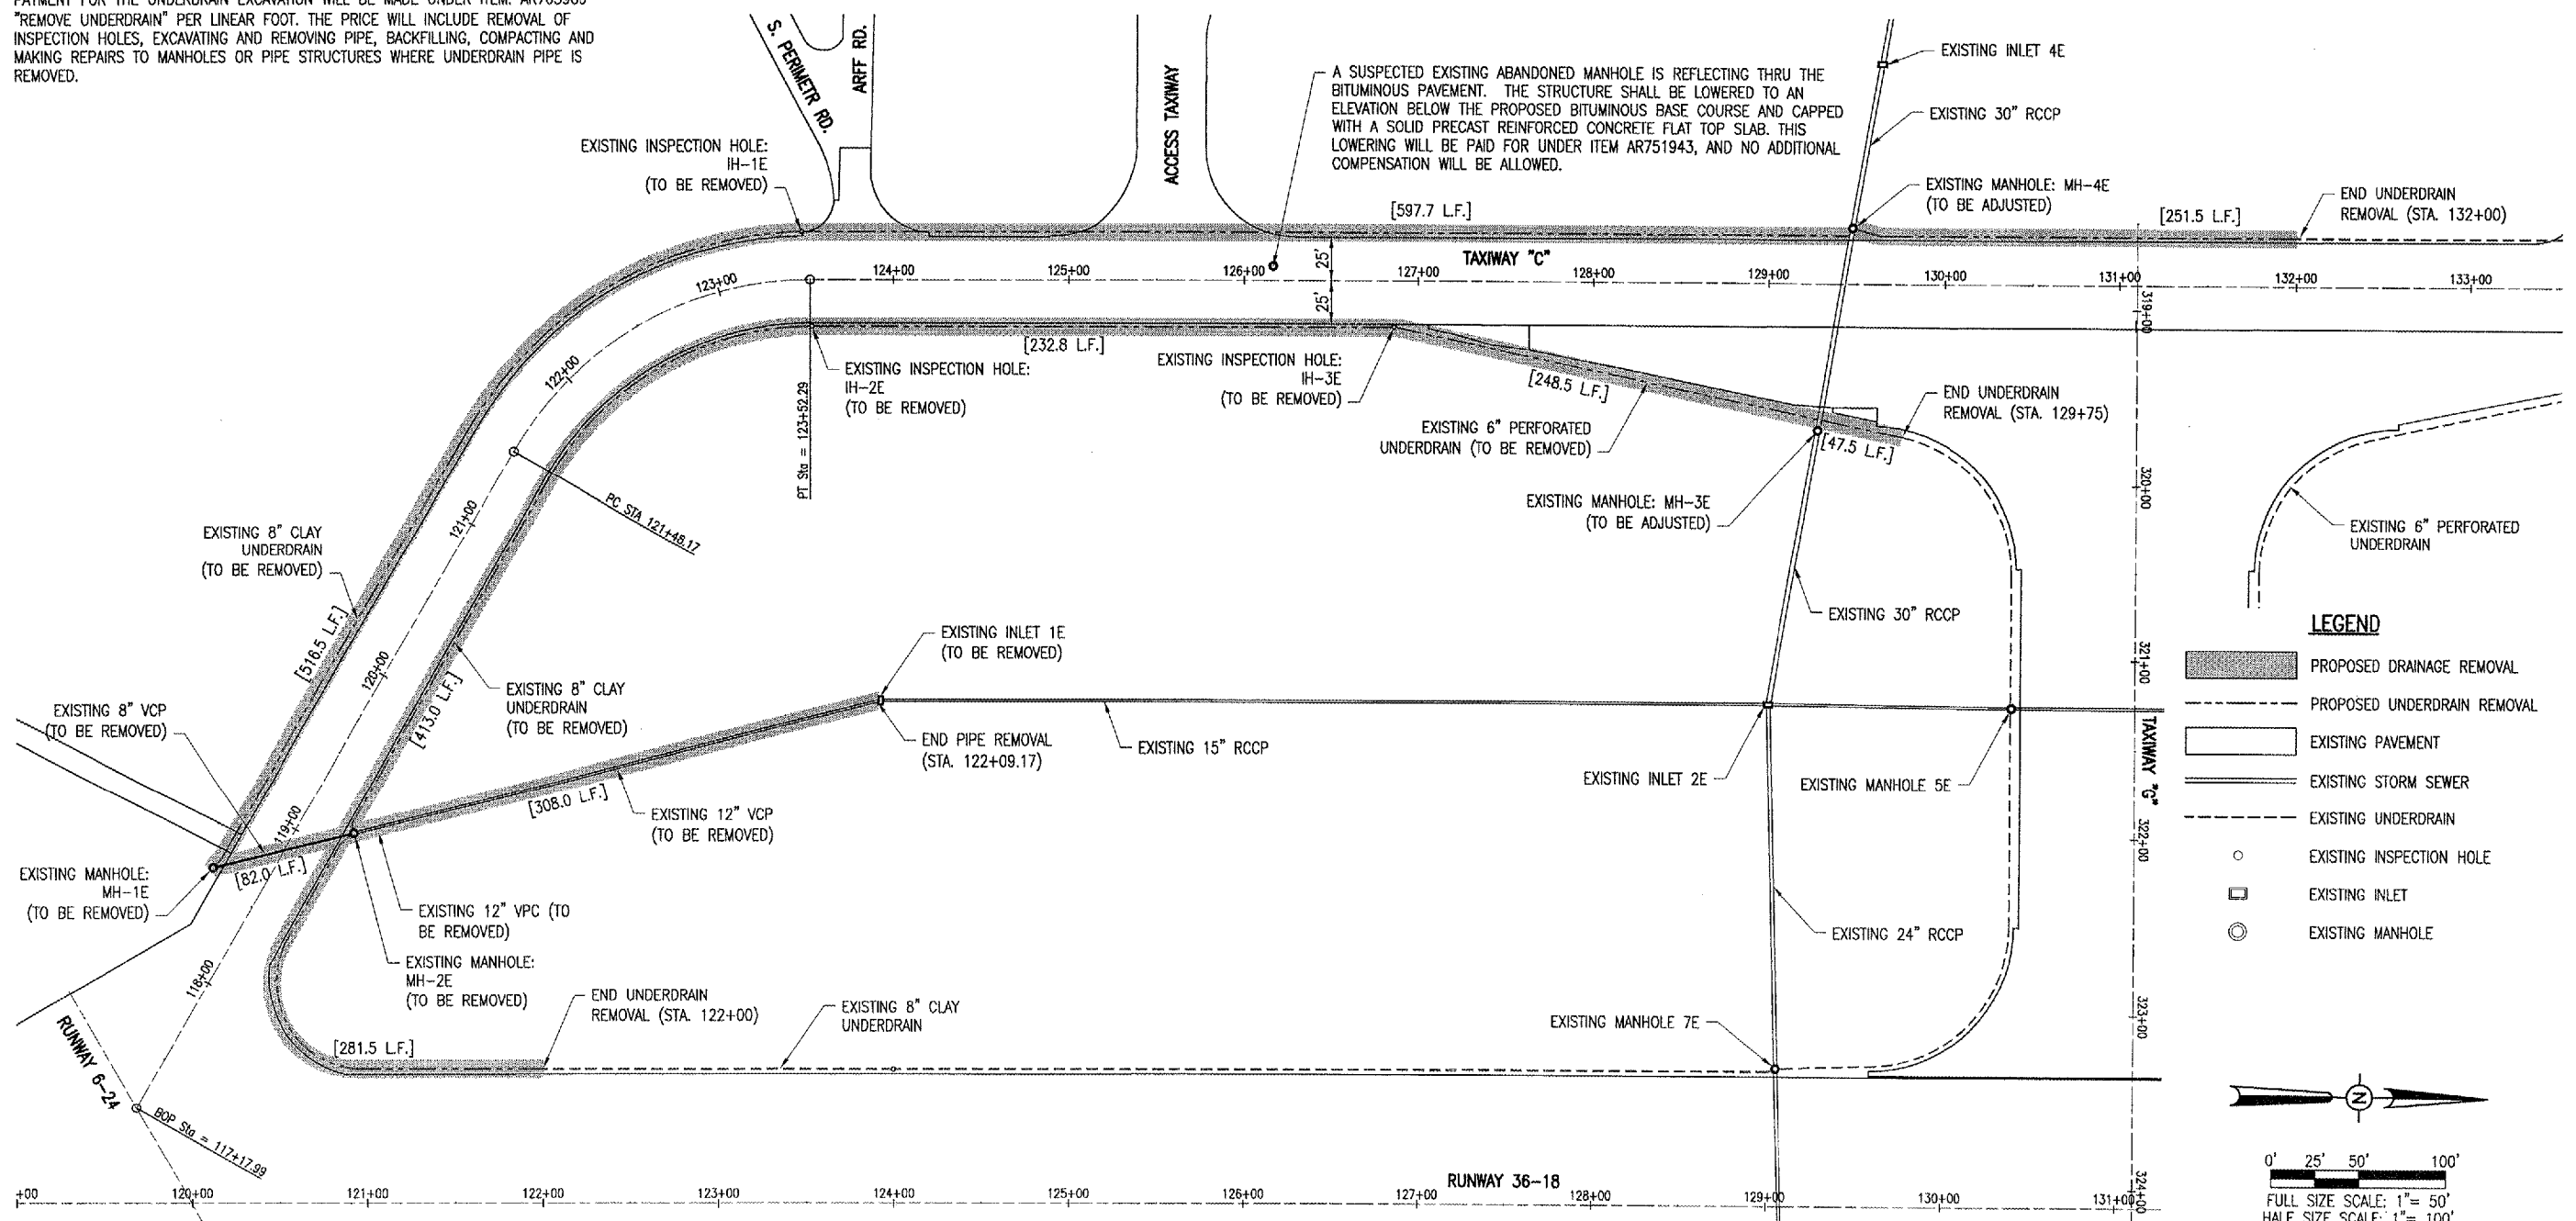 PAYMENT FOR THE UNDERDRAIN EXCAVATION WILL BE MADE UNDER ITEM: AR705985
"REMOVE UNDERDRAIN" PER LINEAR FOOT. THE PRICE WILL INCLUDE REMOVAL OF
INSPECTION HOLES, EXCAVATING AND REMOVING PIPE, BACKFILLING, COMPACTING AND
MAKING REPAIRS TO MANHOLES OR PIPE STRUCTURES WHERE UNDERDRAIN PIPE IS
REMOVED.
S. PERIMETR RD.
ARFF RD.
ACCESS TAXIWAY
A SUSPECTED EXISTING ABANDONED MANHOLE IS REFLECTING THRU THE
BITUMINOUS PAVEMENT. THE STRUCTURE SHALL BE LOWERED TO AN
ELEVATION BELOW THE PROPOSED BITUMINOUS BASE COURSE AND CAPPED
WITH A SOLID PRECAST REINFORCED CONCRETE FLAT TOP SLAB. THIS
LOWERING WILL BE PAID FOR UNDER ITEM AR751943, AND NO ADDITIONAL
COMPENSATION WILL BE ALLOWED.
EXISTING INLET 4E
EXISTING 30" RCCP
EXISTING INSPECTION HOLE:
IH-1E
(TO BE REMOVED)
EXISTING MANHOLE: MH-4E
(TO BE ADJUSTED)
END UNDERDRAIN
REMOVAL (STA. 132+00)
[597.7 L.F.]
[251.5 L.F.]
TAXIWAY "C"
25'
25'
123+00
124+00
125+00
126+00
127+00
128+00
129+00
130+00
131+00
132+00
133+00
319+00
[232.8 L.F.]
EXISTING INSPECTION HOLE:
IH-2E
(TO BE REMOVED)
EXISTING INSPECTION HOLE:
IH-3E
(TO BE REMOVED)
[248.5 L.F.]
END UNDERDRAIN
REMOVAL (STA. 129+75)
122+00
PT Sta = 123+52.29
EXISTING 6" PERFORATED
UNDERDRAIN (TO BE REMOVED)
[47.5 L.F.]
PC STA 121+48.17
EXISTING MANHOLE: MH-3E
(TO BE ADJUSTED)
320+00
121+00
EXISTING 8" CLAY
UNDERDRAIN
(TO BE REMOVED)
EXISTING 6" PERFORATED
UNDERDRAIN
EXISTING 30" RCCP
[516.5 L.F.]
EXISTING INLET 1E
(TO BE REMOVED)
LEGEND
PROPOSED DRAINAGE REMOVAL
PROPOSED UNDERDRAIN REMOVAL
EXISTING PAVEMENT
EXISTING STORM SEWER
EXISTING UNDERDRAIN
EXISTING INSPECTION HOLE
EXISTING INLET
EXISTING MANHOLE
120+00
321+00
[413.0 L.F.]
EXISTING 8" CLAY
UNDERDRAIN
(TO BE REMOVED)
EXISTING 8" VCP
(TO BE REMOVED)
END PIPE REMOVAL
(STA. 122+09.17)
EXISTING 15" RCCP
EXISTING INLET 2E
EXISTING MANHOLE 5E
TAXIWAY "G"
[308.0 L.F.]
EXISTING 12" VCP
(TO BE REMOVED)
119+00
322+00
[82.0 L.F.]
EXISTING MANHOLE:
MH-1E
(TO BE REMOVED)
EXISTING 12" VPC (TO
BE REMOVED)
EXISTING 24" RCCP
EXISTING MANHOLE:
MH-2E
(TO BE REMOVED)
118+00
END UNDERDRAIN
REMOVAL (STA. 122+00)
EXISTING 8" CLAY
UNDERDRAIN
EXISTING MANHOLE 7E
323+00
[281.5 L.F.]
RUNWAY 6-24
BOP Sta = 117+17.99
N
RUNWAY 36-18
+00
120+00
121+00
122+00
123+00
124+00
125+00
126+00
127+00
128+00
129+00
130+00
131+00
324+00
0' 25' 50' 100'
FULL SIZE SCALE: 1"= 50'
HALF SIZE SCALE: 1"= 100'